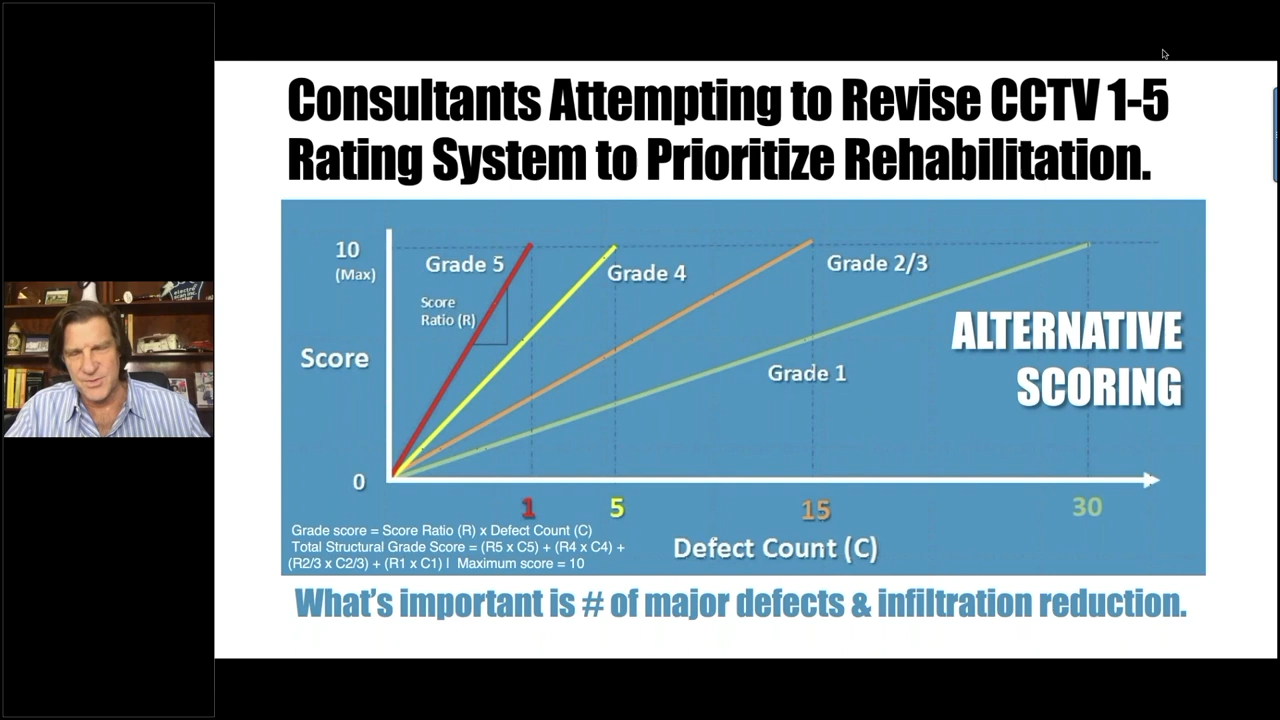 Consultants Attempting to Revise CCTV 1-5
Rating System to Prioritize Rehabilitation.
10
(Max)
Grade 5
Grade 4
Grade 2/3
Score
Ratio (R)
ALTERNATIVE
SCORING
Score
Grade 1
0
1
5
15
30
Grade score = Score Ratio (R) x Defect Count (C)
Total Structural Grade Score = (R5 x C5) + (R4 x C4) +
(R2/3 x C2/3) + (R1 x C1) | Maximum score = 10
Defect Count (C)
What's important is # of major defects & infiltration reduction.
electro
scan inc.